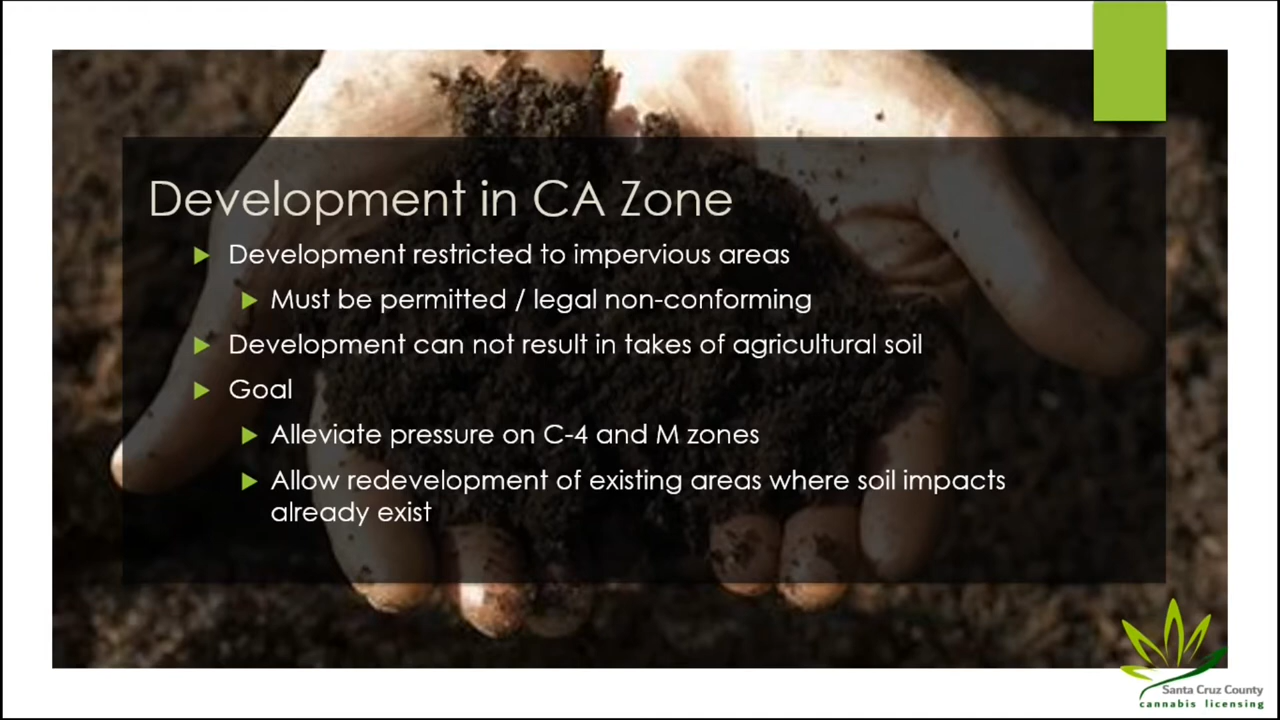 Development in CA Zone
Development restricted to impervious areas
Must be permitted / legal non-conforming
Development can not result in takes of agricultural soil
Goal
Alleviate pressure on C-4 and M zones
Allow redevelopment of existing areas where soil impacts
already exist
Santa Cruz County
cannabis licensing